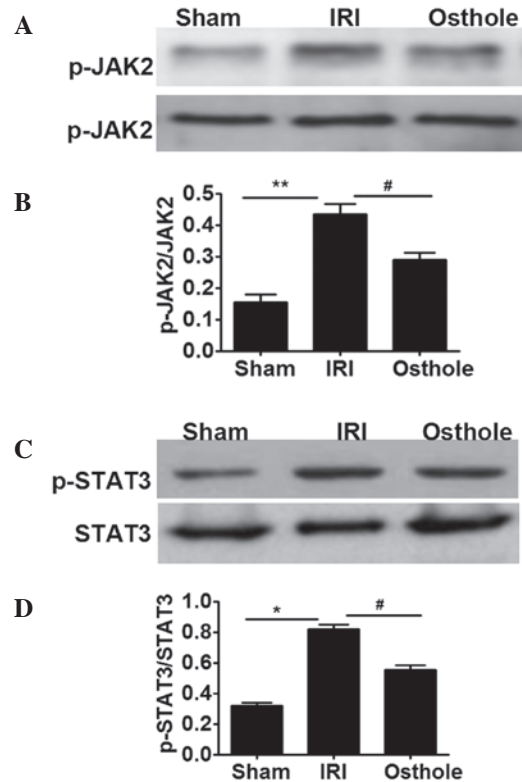 A
Sham IRI Osthole
p-JAK2
p-JAK2
B
p-JAK2/JAK2
0.5
0.4
0.3
0.2
0.1
0.0
** #
Sham IRI Osthole
C
Sham IRI Osthole
p-STAT3
STAT3
D
p-STAT3/STAT3
1.0
0.8
0.6
0.4
0.2
0.0
* #
Sham IRI Osthole